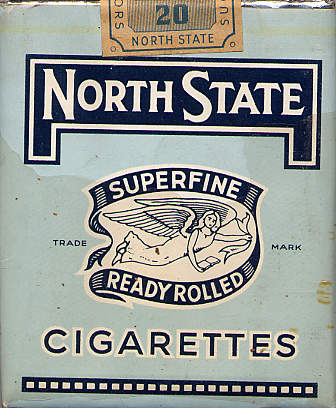 20
NORTH STATE
NORTH STATE
SUPERFINE
TRADE MARK
READY ROLLED
CIGARETTES